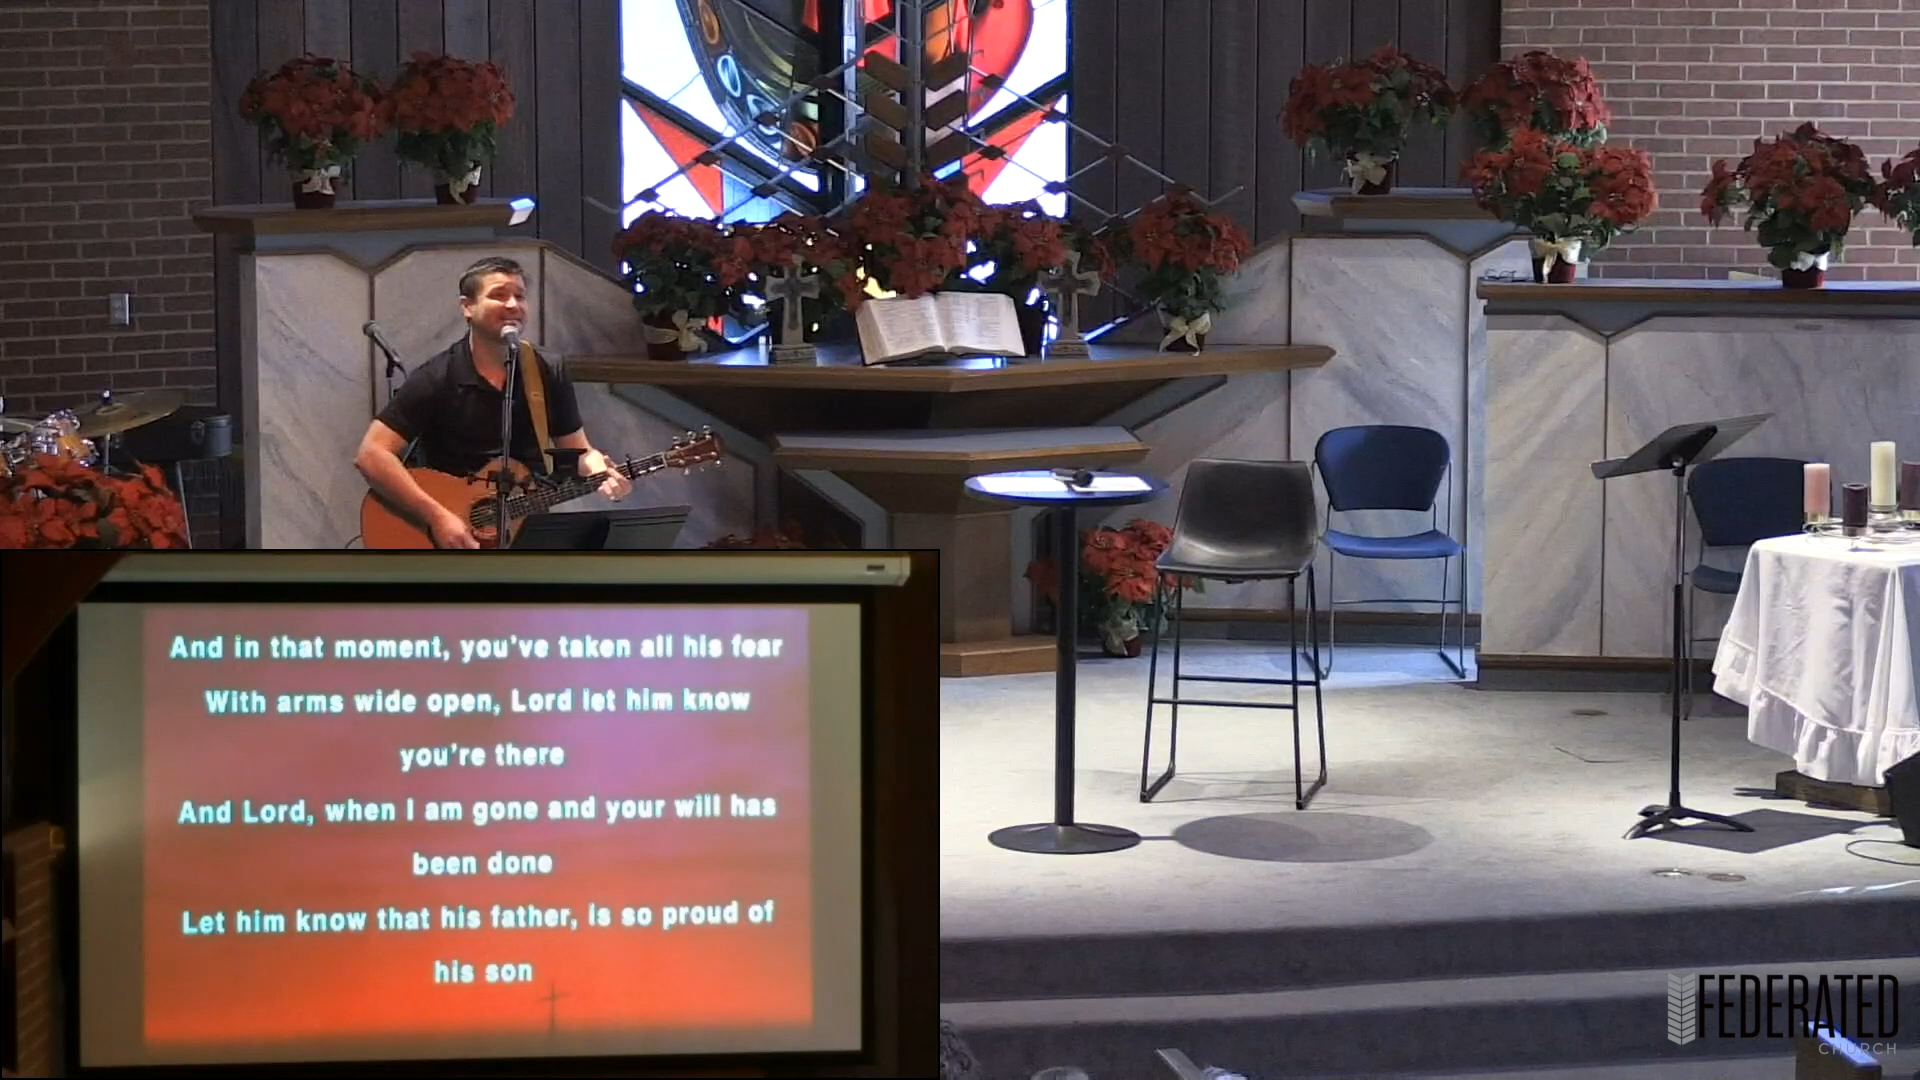 And in that moment, you've taken all his fear
With arms wide open, Lord let him know
you're there
And Lord, when I am gone and your will has
been done
Let him know that his father, is so proud of
his son
FEDERATED
CHURCH